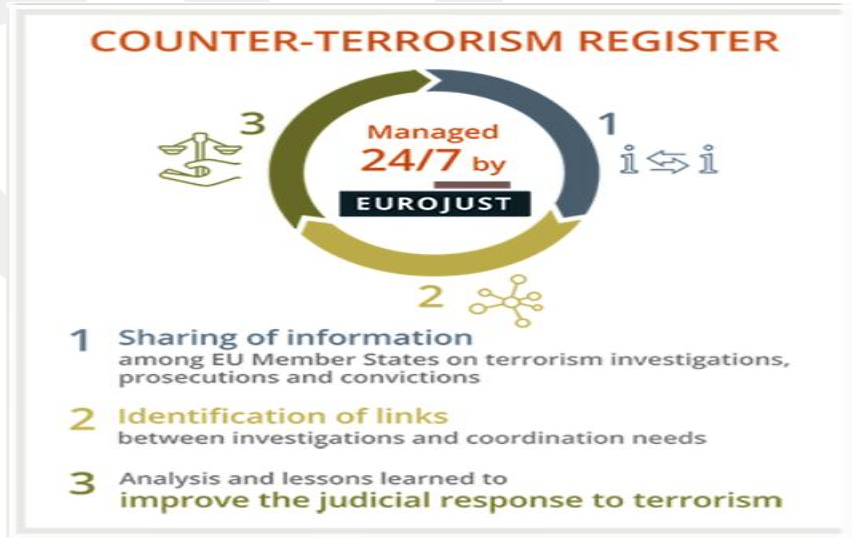 COUNTER-TERRORISM REGISTER
3
1
Managed
24/7 by
EUROJUST
i i
2
1 Sharing of information
among EU Member States on terrorism investigations,
prosecutions and convictions
2 Identification of links
between investigations and coordination needs
3 Analysis and lessons learned to
improve the judicial response to terrorism